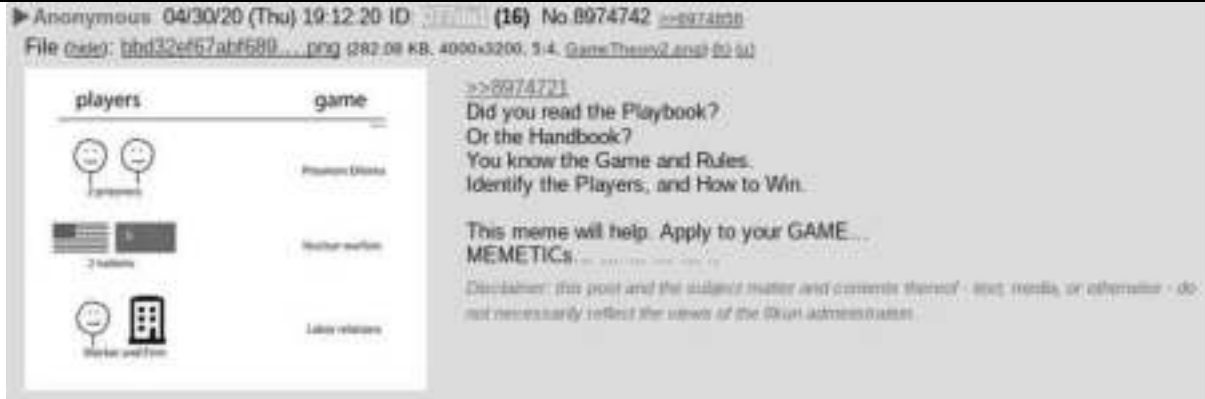 ▶Anonymous 04/30/20 (Thu) 19:12:20 ID: (16) No.8974742 >>8974858
File (hide): bbd32ef67abf689….png (282.08 KB, 4000x3200, 5:4, GameTheory2.png) (h) (u)
players game
2 prisoners
2 nations
Nuclear warfare
Worker and Firm
Labor relations
>>8974721
Did you read the Playbook?
Or the Handbook?
You know the Game and Rules.
Identify the Players, and How to Win.
This meme will help. Apply to your GAME…
MEMETICs… … … … … ..
Disclaimer: this post and the subject matter and contents thereof - text, media, or otherwise - do
not necessarily reflect the views of the 8kun administration.